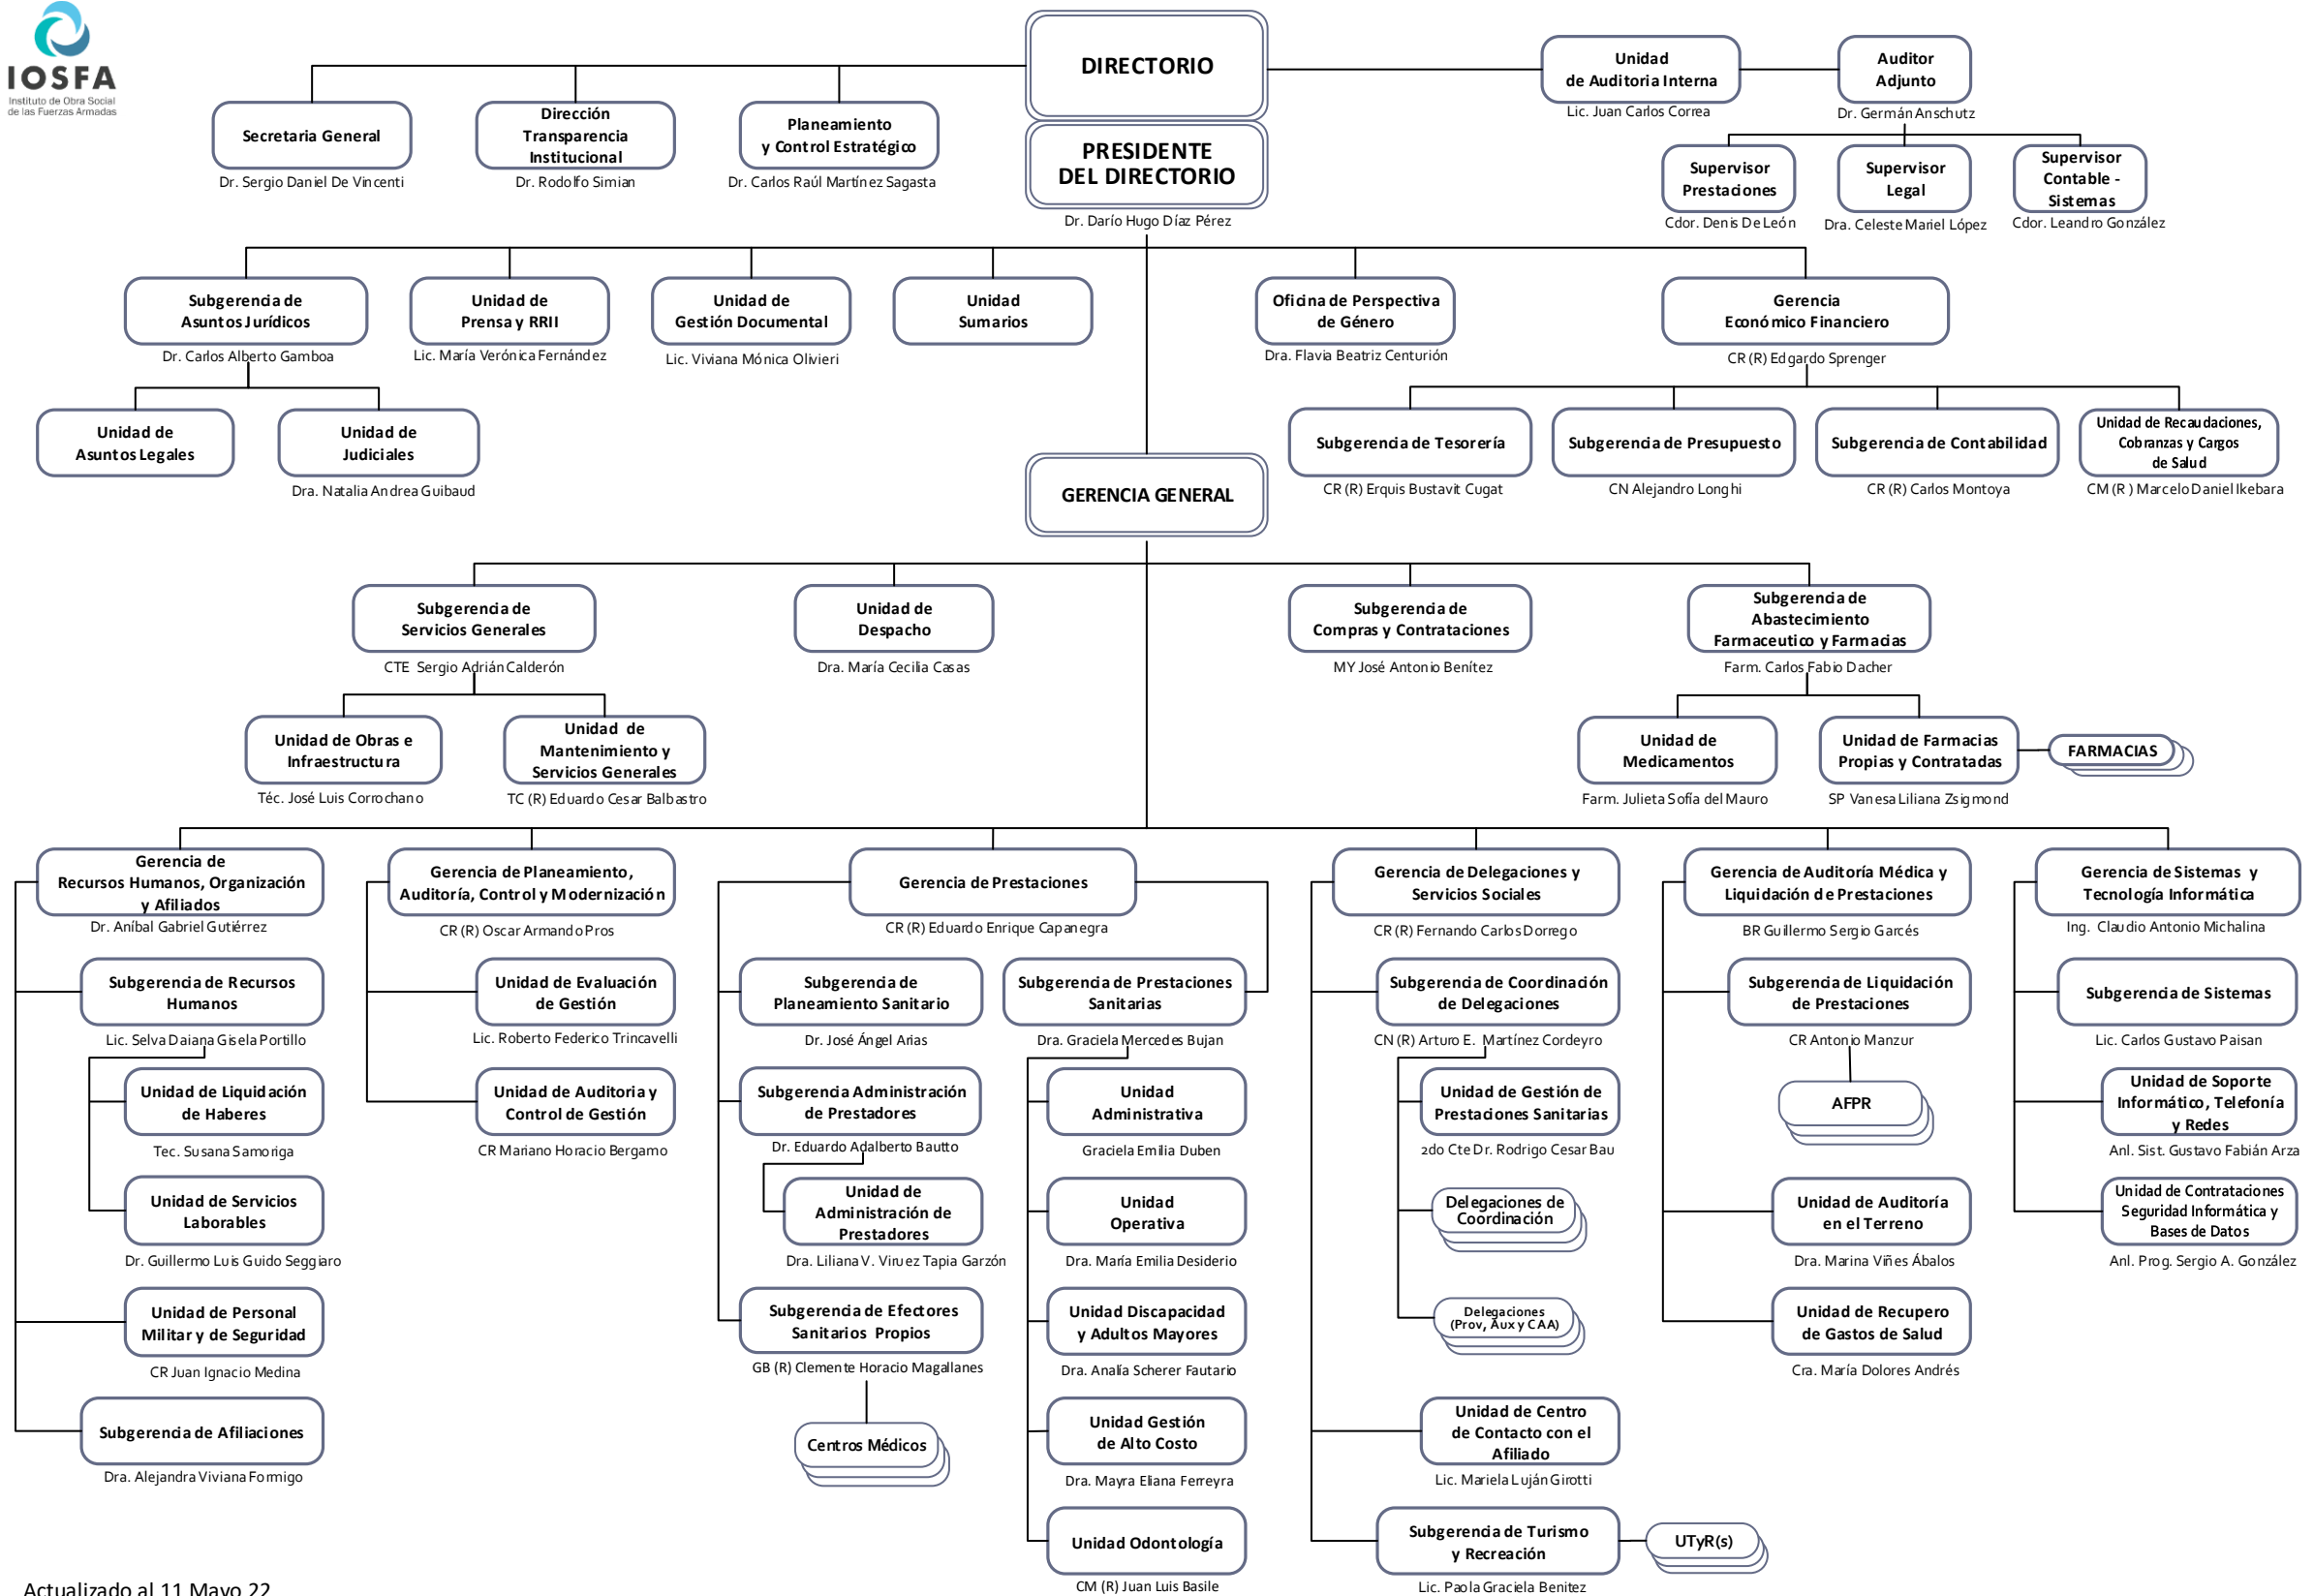 IOSFA
Instituto de Obra Social
de las Fuerzas Armadas
DIRECTORIO
Unidad
de Auditoria Interna
Lic. Juan Carlos Correa
Auditor
Adjunto
Dr. Germán Anschutz
Secretaria General
Dr. Sergio Daniel De Vincenti
Dirección
Transparencia
Institucional
Dr. Rodolfo Simian
Planeamiento
y Control Estratégico
Dr. Carlos Raúl Martínez Sagasta
PRESIDENTE
DEL DIRECTORIO
Dr. Darío Hugo Díaz Pérez
Supervisor
Prestaciones
Cdor. Denis De León
Supervisor
Legal
Dra. Celeste Mariel López
Supervisor
Contable -
Sistemas
Cdor. Leandro González
Subgerencia de
Asuntos Jurídicos
Dr. Carlos Alberto Gamboa
Unidad de
Prensa y RRII
Lic. María Verónica Fernández
Unidad de
Gestión Documental
Lic. Viviana Mónica Olivieri
Unidad
Sumarios
Oficina de Perspectiva
de Género
Dra. Flavia Beatriz Centurión
Gerencia
Económico Financiero
CR (R) Edgardo Sprenger
Unidad de
Asuntos Legales
Unidad de
Judiciales
Dra. Natalia Andrea Guibaud
Subgerencia de Tesorería
CR (R) Erquis Bustavit Cugat
Subgerencia de Presupuesto
CN Alejandro Longhi
Subgerencia de Contabilidad
CR (R) Carlos Montoya
Unidad de Recaudaciones,
Cobranzas y Cargos
de Salud
CM (R ) Marcelo Daniel Ikebara
GERENCIA GENERAL
Subgerencia de
Servicios Generales
CTE Sergio Adrián Calderón
Unidad de
Despacho
Dra. María Cecilia Casas
Subgerencia de
Compras y Contrataciones
MY José Antonio Benítez
Subgerencia de
Abastecimiento
Farmaceutico y Farmacias
Farm. Carlos Fabio Dacher
Unidad de Obras e
Infraestructura
Téc. José Luis Corrochano
Unidad de
Mantenimiento y
Servicios Generales
TC (R) Eduardo Cesar Balbastro
Unidad de
Medicamentos
Farm. Julieta Sofía del Mauro
Unidad de Farmacias
Propias y Contratadas
SP Vanesa Liliana Zsigmond
FARMACIAS
Gerencia de
Recursos Humanos, Organización
y Afiliados
Dr. Aníbal Gabriel Gutiérrez
Subgerencia de Recursos
Humanos
Lic. Selva Daiana Gisela Portillo
Unidad de Liquidación
de Haberes
Tec. Susana Samoriga
Unidad de Servicios
Laborables
Dr. Guillermo Luis Guido Seggiaro
Unidad de Personal
Militar y de Seguridad
CR Juan Ignacio Medina
Subgerencia de Afiliaciones
Dra. Alejandra Viviana Formigo
Gerencia de Planeamiento,
Auditoría, Control y Modernización
CR (R) Oscar Armando Pros
Unidad de Evaluación
de Gestión
Lic. Roberto Federico Trincavelli
Unidad de Auditoria y
Control de Gestión
CR Mariano Horacio Bergamo
Gerencia de Prestaciones
CR (R) Eduardo Enrique Capanegra
Subgerencia de
Planeamiento Sanitario
Dr. José Ángel Arias
Subgerencia Administración
de Prestadores
Dr. Eduardo Adalberto Bautto
Unidad de
Administración de
Prestadores
Dra. Liliana V. Viruez Tapia Garzón
Subgerencia de Efectores
Sanitarios Propios
GB (R) Clemente Horacio Magallanes
Centros Médicos
Subgerencia de Prestaciones
Sanitarias
Dra. Graciela Mercedes Bujan
Unidad
Administrativa
Graciela Emilia Duben
Unidad
Operativa
Dra. María Emilia Desiderio
Unidad Discapacidad
y Adultos Mayores
Dra. Analía Scherer Fautario
Unidad Gestión
de Alto Costo
Dra. Mayra Eliana Ferreyra
Unidad Odontología
CM (R) Juan Luis Basile
Gerencia de Delegaciones y
Servicios Sociales
CR (R) Fernando Carlos Dorrego
Subgerencia de Coordinación
de Delegaciones
CN (R) Arturo E. Martínez Cordeyro
Unidad de Gestión de
Prestaciones Sanitarias
2do Cte Dr. Rodrigo Cesar Bau
Delegaciones de
Coordinación
Delegaciones
(Prov, Aux y CAA)
Unidad de Centro
de Contacto con el
Afiliado
Lic. Mariela Luján Girotti
Subgerencia de Turismo
y Recreación
Lic. Paola Graciela Benitez
UTyR(s)
Gerencia de Auditoría Médica y
Liquidación de Prestaciones
BR Guillermo Sergio Garcés
Subgerencia de Liquidación
de Prestaciones
CR Antonio Manzur
AFPR
Unidad de Auditoría
en el Terreno
Dra. Marina Viñes Ábalos
Unidad de Recupero
de Gastos de Salud
Cra. María Dolores Andrés
Gerencia de Sistemas y
Tecnología Informática
Ing. Claudio Antonio Michalina
Subgerencia de Sistemas
Lic. Carlos Gustavo Paisan
Unidad de Soporte
Informático, Telefonía
y Redes
Anl. Sist. Gustavo Fabián Arza
Unidad de Contrataciones
Seguridad Informática y
Bases de Datos
Anl. Prog. Sergio A. González
Actualizado al 11 Mayo 22